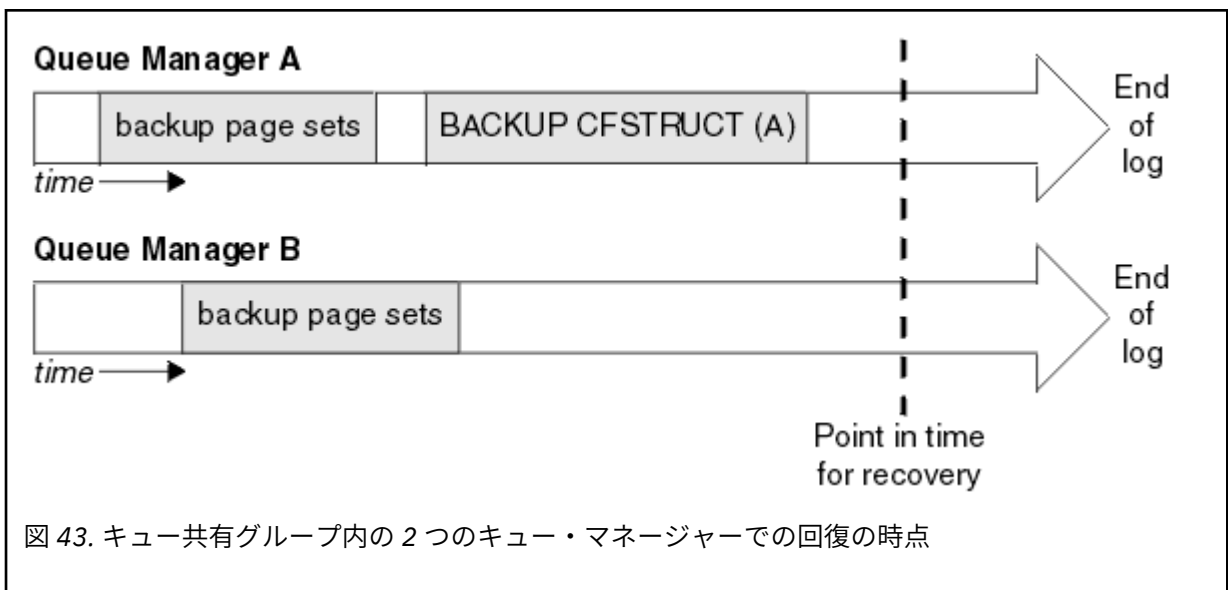 Queue Manager A
backup page sets
BACKUP CFSTRUCT (A)
End
of
log
time
Queue Manager B
backup page sets
End
of
log
time
Point in time
for recovery
図 43. キュー共有グループ内の 2 つのキュー・マネージャーでの回復の時点